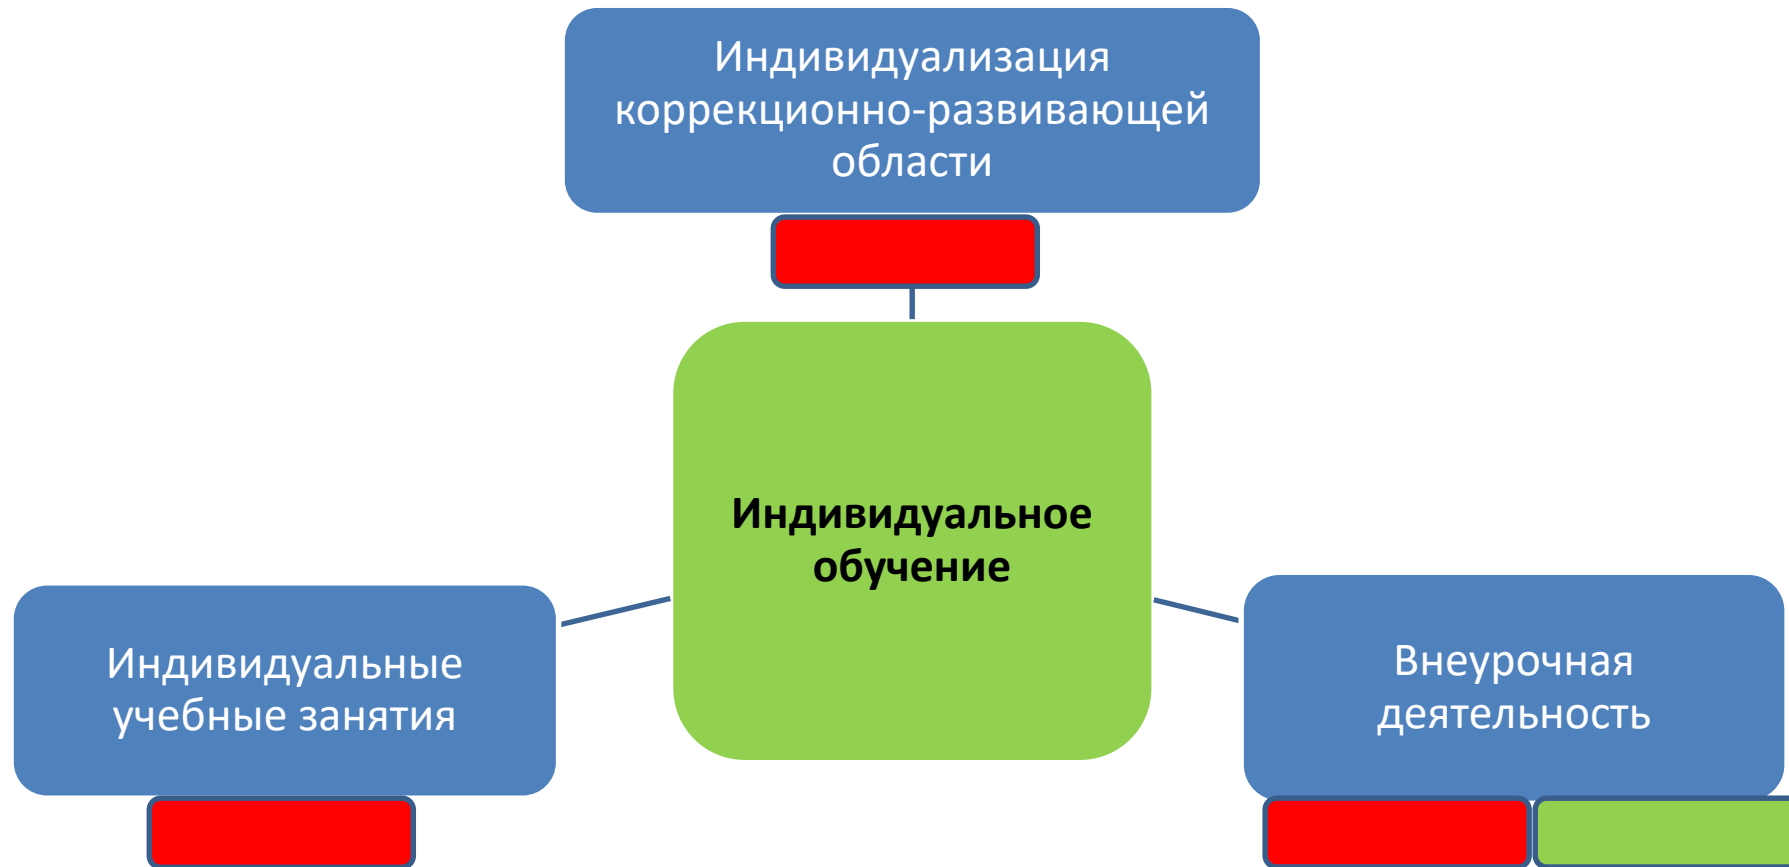 Индивидуализация
коррекционно-развивающей
области
Индивидуальное
обучение
Индивидуальные
учебные занятия
Внеурочная
деятельность